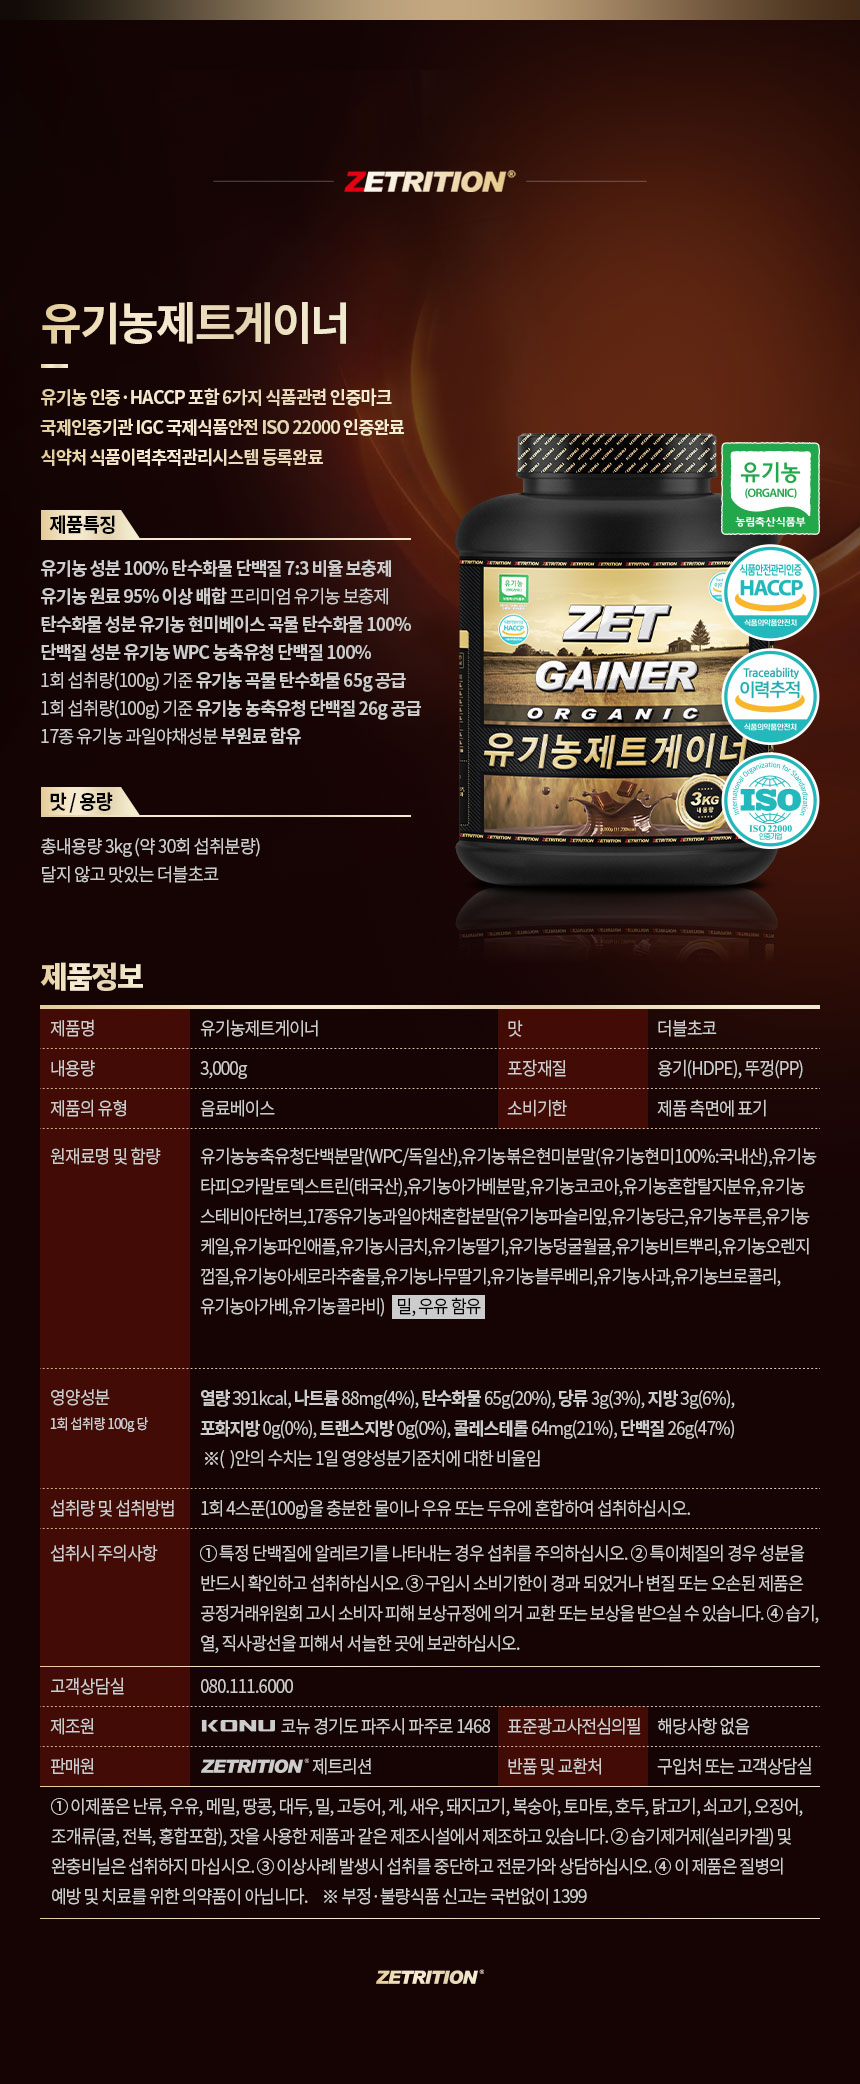 ZETRITION®
유기농제트게이너
유기농 인증·HACCP 포함 6가지 식품관련 인증마크
국제인증기관 IGC 국제식품안전 ISO 22000 인증완료
식약처 식품이력추적관리시스템 등록완료
제품특징
유기농 성분 100% 탄수화물 단백질 7:3 비율 보충제
유기농 원료 95% 이상 배합 프리미엄 유기농 보충제
탄수화물 성분 유기농 현미베이스 곡물 탄수화물 100%
단백질 성분 유기농 WPC 농축유청 단백질 100%
1회 섭취량(100g) 기준 유기농 곡물 탄수화물 65g 공급
1회 섭취량(100g) 기준 유기농 농축유청 단백질 26g 공급
17종 유기농 과일야채성분 부원료 함유
맛 / 용량
총내용량 3kg (약 30회 섭취분량)
달지 않고 맛있는 더블초코
유기농
(ORGANIC)
농림축산식품부
식품안전관리인증
HACCP
식품의약품안전처
Traceability
이력추적
식품의약품안전처
International Organization for Standardization
ISO
ISO 22000
인증기업
유기농
HACCP
ZET
GAINER
ORGANIC
유기농제트게이너
3KG
내용량
제품정보
제품명 유기농제트게이너 맛 더블초코
내용량 3,000g 포장재질 용기(HDPE), 뚜껑(PP)
제품의 유형 음료베이스 소비기한 제품 측면에 표기
원재료명 및 함량 유기농농축유청단백분말(WPC/독일산),유기농볶은현미분말(유기농현미100%:국내산),유기농
타피오카말토덱스트린(태국산),유기농아가베분말,유기농코코아,유기농혼합탈지분유,유기농
스테비아단허브,17종유기농과일야채혼합분말(유기농파슬리잎,유기농당근,유기농푸른,유기농
케일,유기농파인애플,유기농시금치,유기농딸기,유기농덩굴월귤,유기농비트뿌리,유기농오렌지
껍질,유기농아세로라추출물,유기농나무딸기,유기농블루베리,유기농사과,유기농브로콜리,
유기농아가베,유기농콜라비) 밀, 우유 함유
영양성분 열량 391kcal, 나트륨 88mg(4%), 탄수화물 65g(20%), 당류 3g(3%), 지방 3g(6%),
1회 섭취량 100g 당 포화지방 0g(0%), 트랜스지방 0g(0%), 콜레스테롤 64mg(21%), 단백질 26g(47%)
※( )안의 수치는 1일 영양성분기준치에 대한 비율임
섭취량 및 섭취방법 1회 4스푼(100g)을 충분한 물이나 우유 또는 두유에 혼합하여 섭취하십시오.
섭취시 주의사항 ① 특정 단백질에 알레르기를 나타내는 경우 섭취를 주의하십시오. ② 특이체질의 경우 성분을
반드시 확인하고 섭취하십시오. ③ 구입시 소비기한이 경과 되었거나 변질 또는 오손된 제품은
공정거래위원회 고시 소비자 피해 보상규정에 의거 교환 또는 보상을 받으실 수 있습니다. ④ 습기,
열, 직사광선을 피해서 서늘한 곳에 보관하십시오.
고객상담실 080.111.6000
제조원 KONU 코뉴 경기도 파주시 파주로 1468 표준광고사전심의필 해당사항 없음
판매원 ZETRITION® 제트리션 반품 및 교환처 구입처 또는 고객상담실
① 이제품은 난류, 우유, 메밀, 땅콩, 대두, 밀, 고등어, 게, 새우, 돼지고기, 복숭아, 토마토, 호두, 닭고기, 쇠고기, 오징어,
조개류(굴, 전복, 홍합포함), 잣을 사용한 제품과 같은 제조시설에서 제조하고 있습니다. ② 습기제거제(실리카겔) 및
완충비닐은 섭취하지 마십시오. ③ 이상사례 발생시 섭취를 중단하고 전문가와 상담하십시오. ④ 이 제품은 질병의
예방 및 치료를 위한 의약품이 아닙니다. ※ 부정·불량식품 신고는 국번없이 1399
ZETRITION®